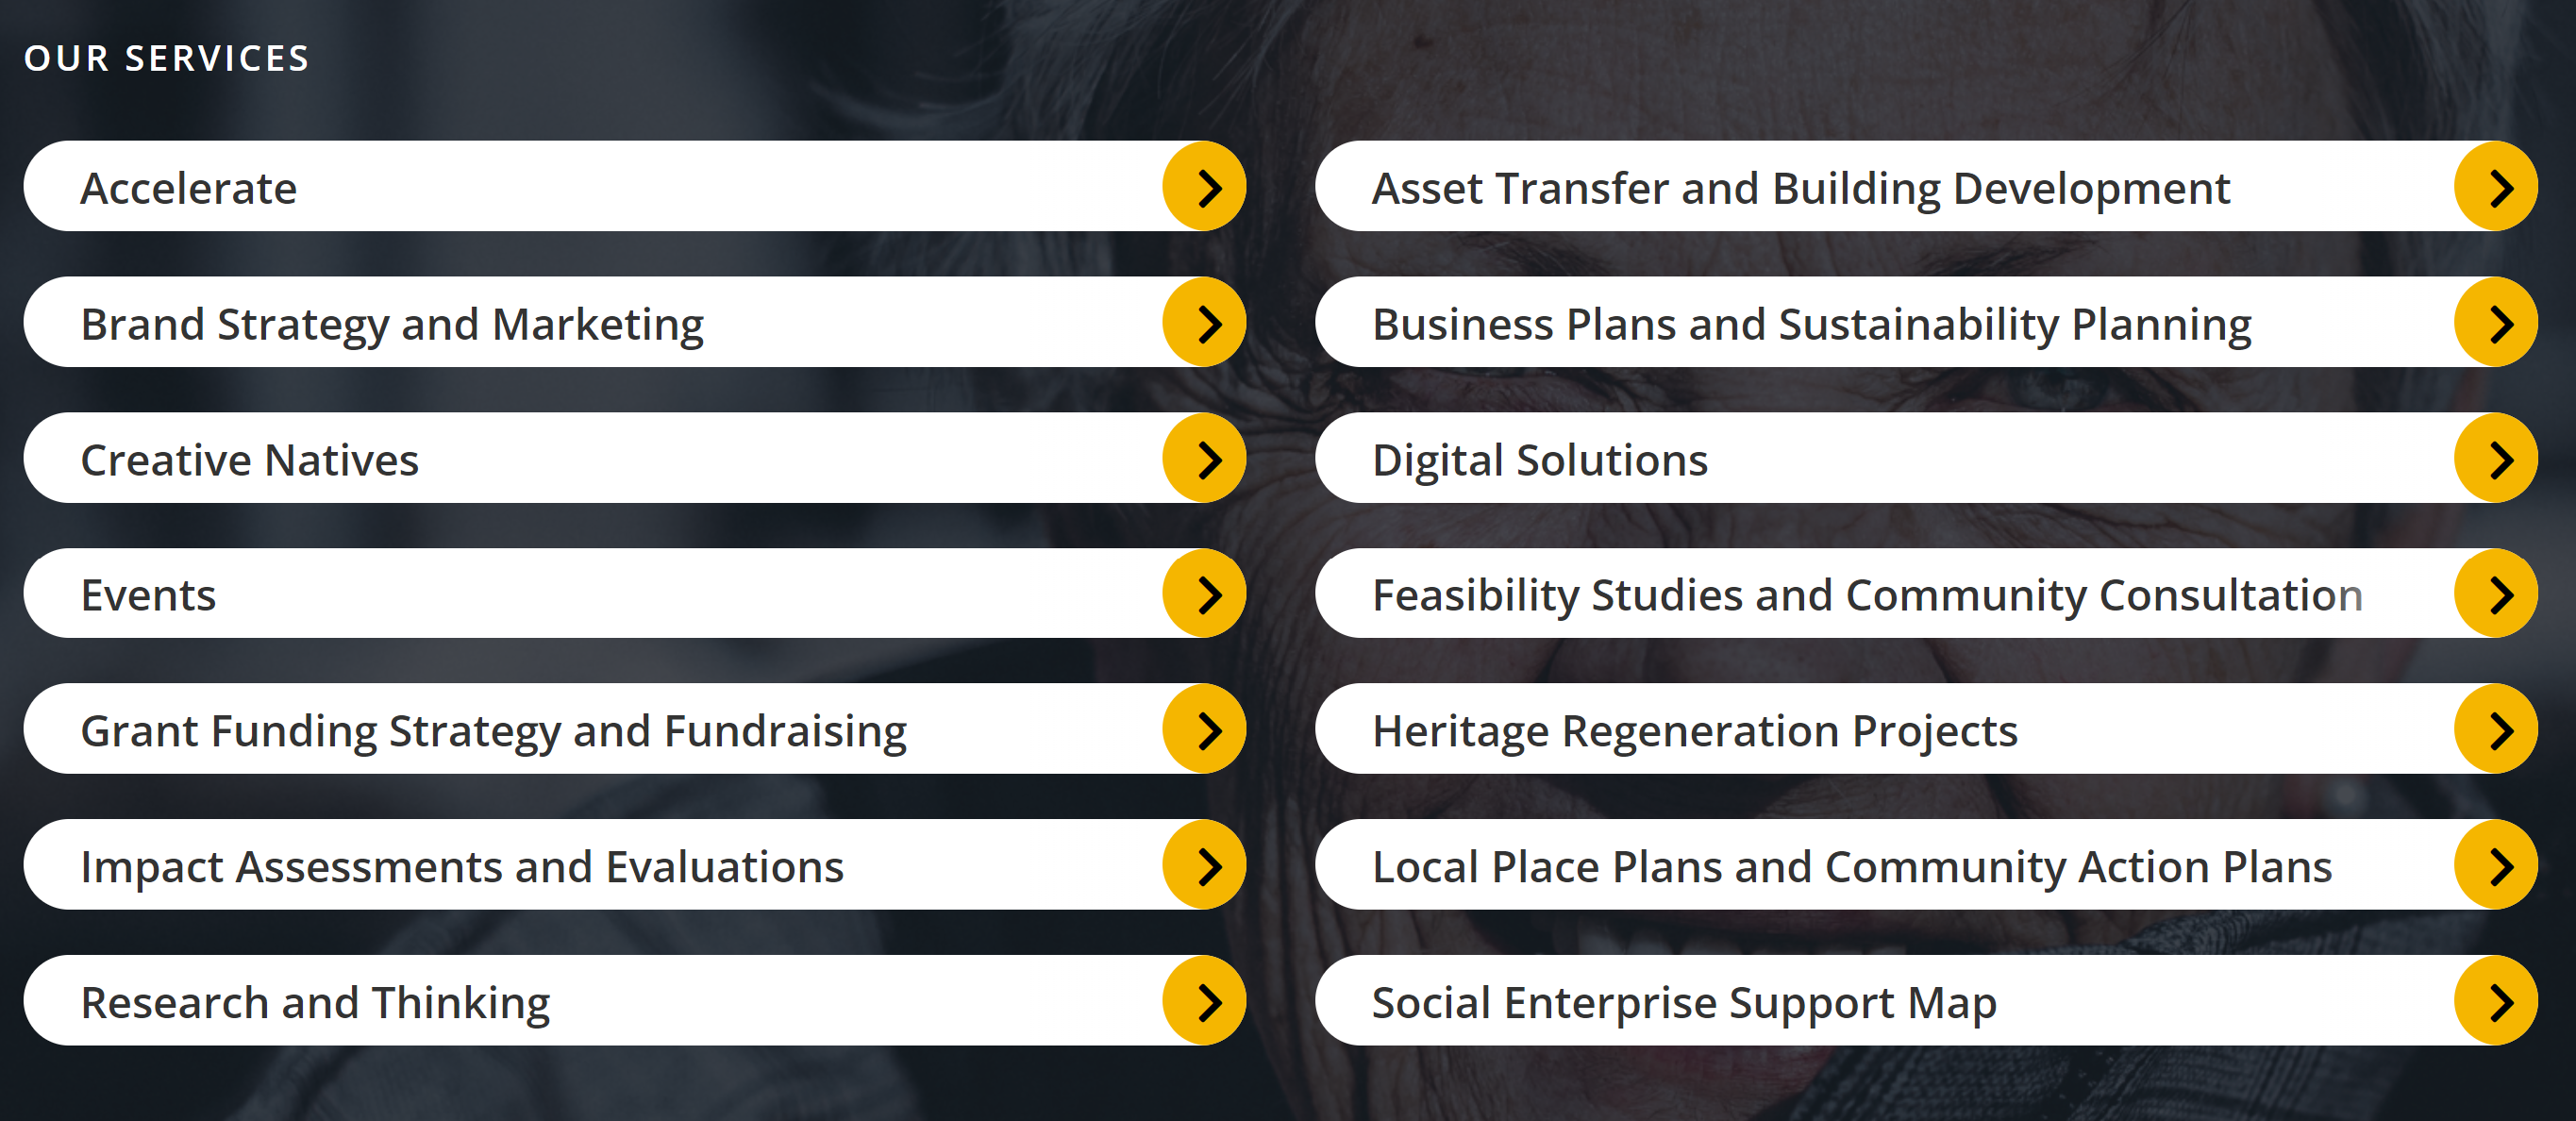 OUR SERVICES
Accelerate
Asset Transfer and Building Development
Brand Strategy and Marketing
Business Plans and Sustainability Planning
Creative Natives
Digital Solutions
Events
Feasibility Studies and Community Consultation
Grant Funding Strategy and Fundraising
Heritage Regeneration Projects
Impact Assessments and Evaluations
Local Place Plans and Community Action Plans
Research and Thinking
Social Enterprise Support Map